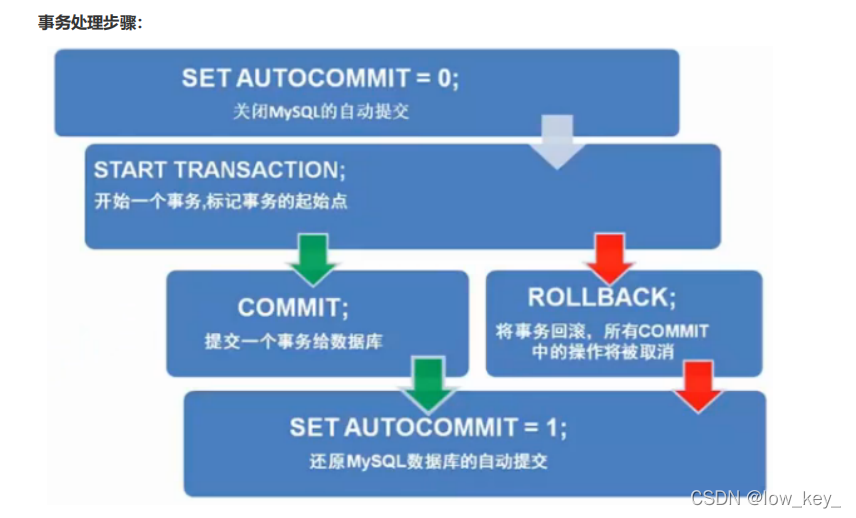 事务处理步骤：
SET AUTOCOMMIT = 0;
关闭MySQL的自动提交
START TRANSACTION;
开始一个事务,标记事务的起始点
COMMIT;
提交一个事务给数据库
ROLLBACK;
将事务回滚，所有COMMIT
中的操作将被取消
SET AUTOCOMMIT = 1;
还原MySQL数据库的自动提交
CSDN @low_key_